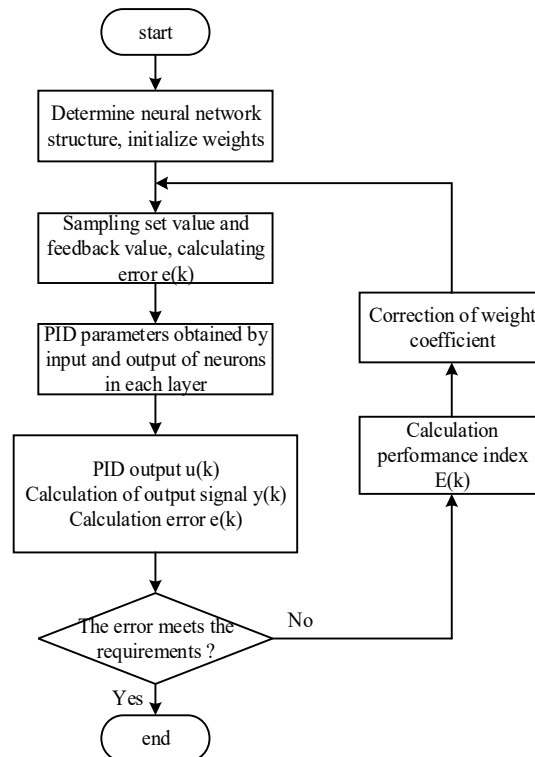 start
Determine neural network
structure, initialize weights
Sampling set value and
feedback value, calculating
error e(k)
PID parameters obtained by
input and output of neurons
in each layer
PID output u(k)
Calculation of output signal y(k)
Calculation error e(k)
The error meets the
requirements ?
No
Yes
end
Correction of weight
coefficient
Calculation
performance index
E(k)